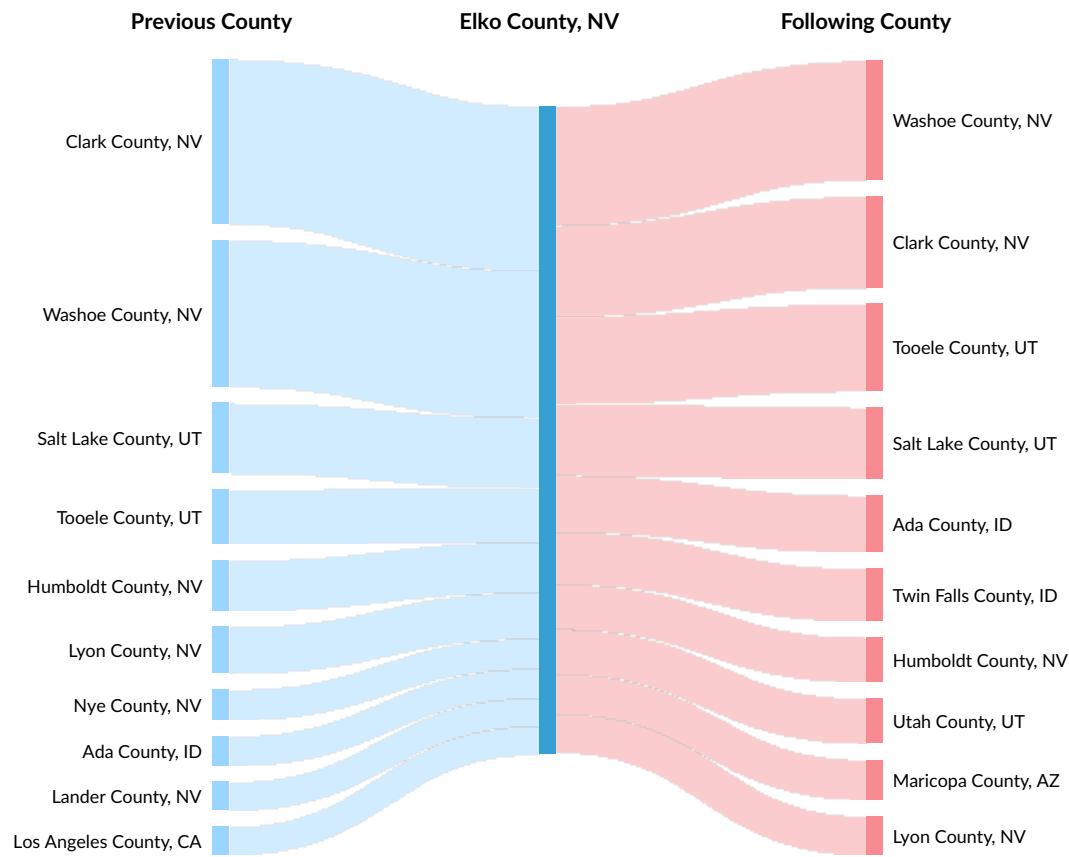 Previous County
Elko County, NV
Following County
Clark County, NV
Washoe County, NV
Salt Lake County, UT
Tooele County, UT
Humboldt County, NV
Lyon County, NV
Nye County, NV
Ada County, ID
Lander County, NV
Los Angeles County, CA
Washoe County, NV
Clark County, NV
Tooele County, UT
Salt Lake County, UT
Ada County, ID
Twin Falls County, ID
Humboldt County, NV
Utah County, UT
Maricopa County, AZ
Lyon County, NV